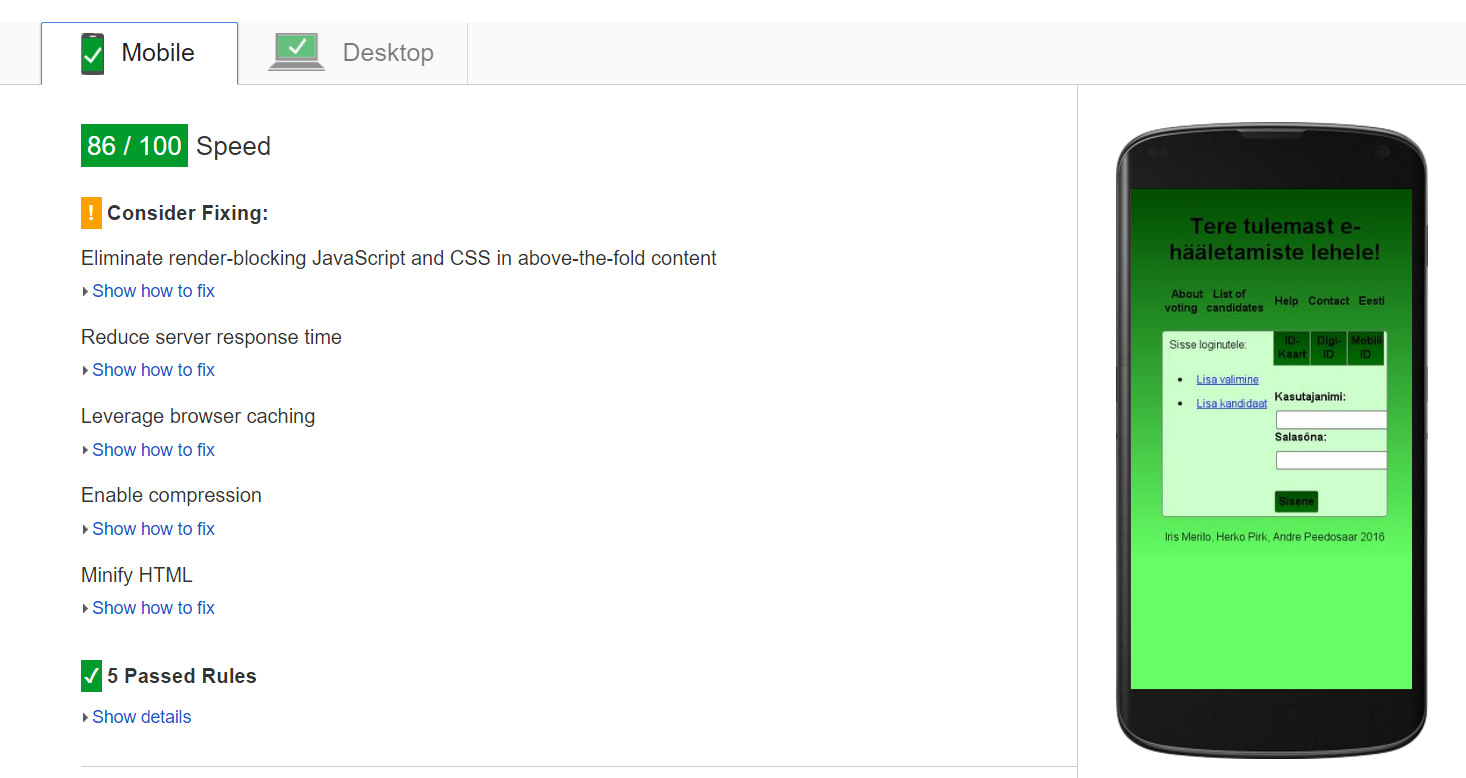 Mobile
Desktop
86 / 100 Speed
! Consider Fixing:
Eliminate render-blocking JavaScript and CSS in above-the-fold content
Show how to fix
Reduce server response time
Show how to fix
Leverage browser caching
Show how to fix
Enable compression
Show how to fix
Minify HTML
Show how to fix
5 Passed Rules
Show details
Tere tulemast e-
hääletamiste lehele!
About List of
voting candidates Help Contact Eesti
Sisse loginutele:
ID- Digi- Mobiil-
Kaart ID ID
Lisa valimine
Lisa kandidaat
Kasutajanimi:
Salasõna:
Sisene
Iris Merilo, Herko Pirk, Andre Peedosaar 2016